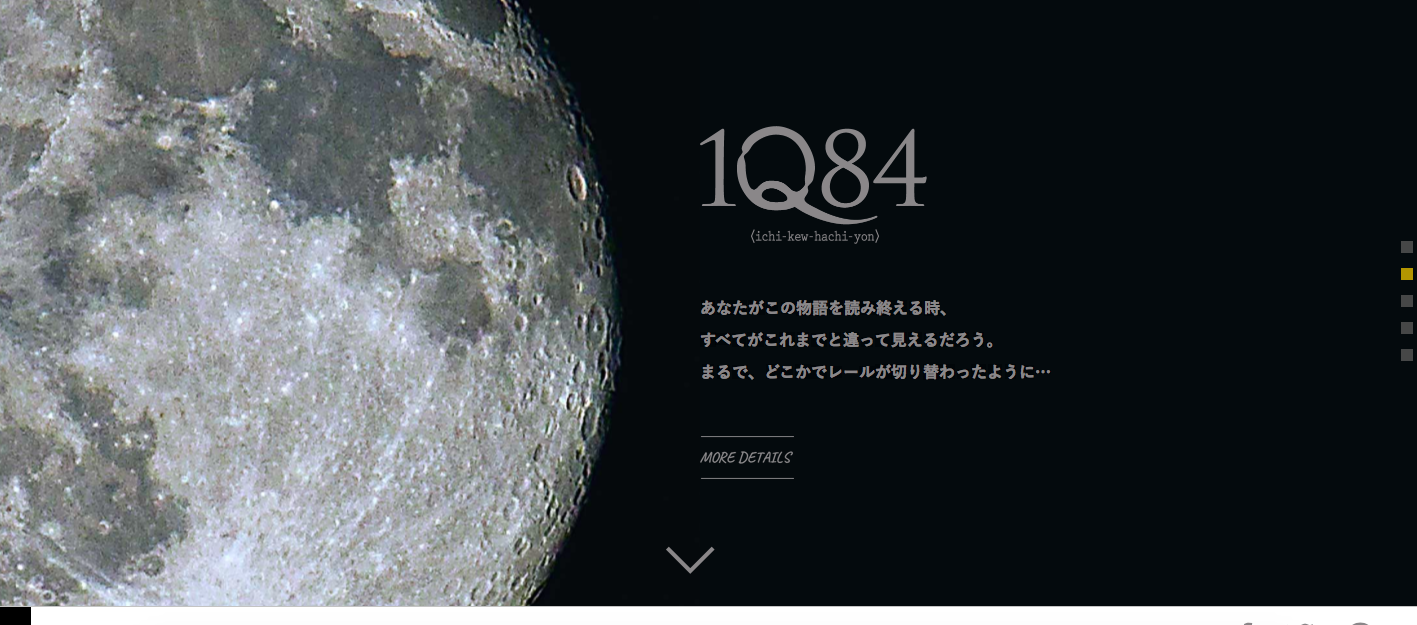 1Q84
〈ichi-kew-hachi-yon〉
あなたがこの物語を読み終える時、
すべてがこれまでと違って見えるだろう。
まるで、どこかでレールが切り替わったように…
MORE DETAILS